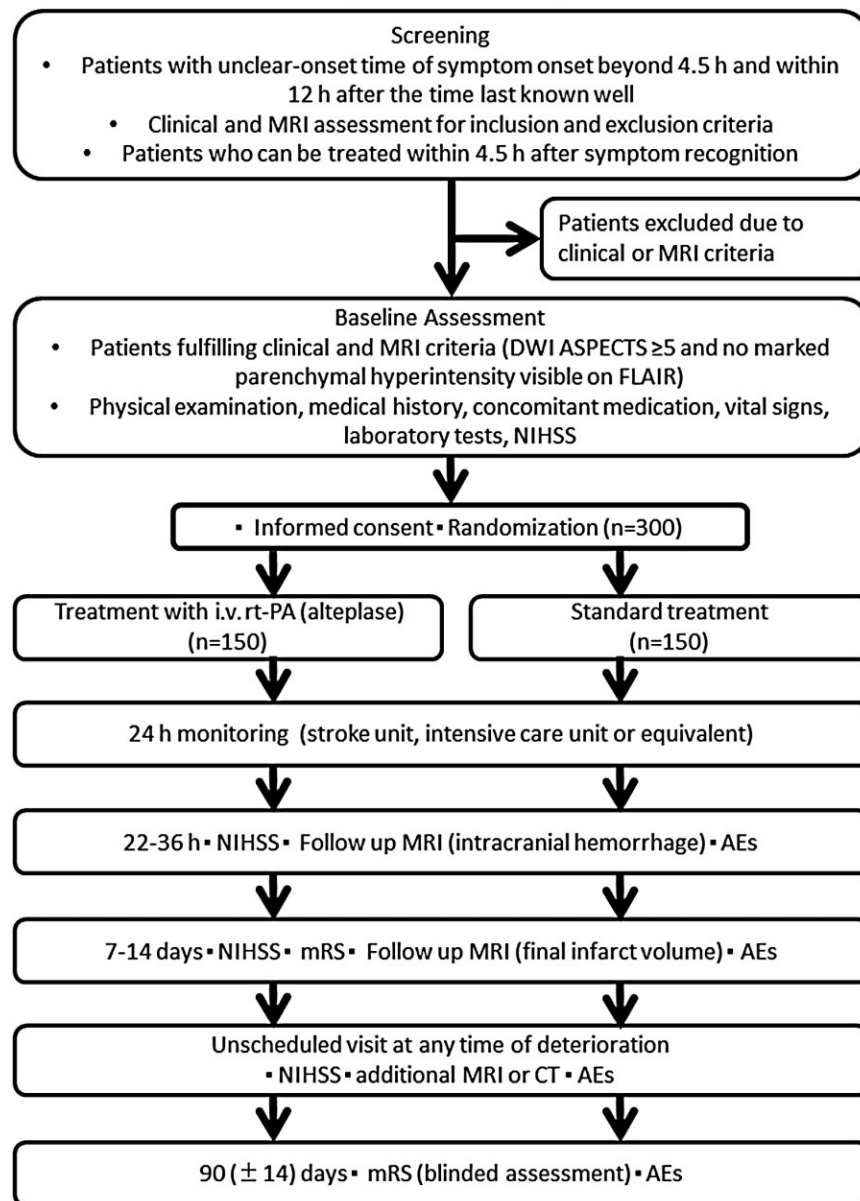 Screening
• Patients with unclear-onset time of symptom onset beyond 4.5 h and within
12 h after the time last known well
• Clinical and MRI assessment for inclusion and exclusion criteria
• Patients who can be treated within 4.5 h after symptom recognition
Patients excluded due to
clinical or MRI criteria
Baseline Assessment
• Patients fulfilling clinical and MRI criteria (DWI ASPECTS ≥5 and no marked
parenchymal hyperintensity visible on FLAIR)
• Physical examination, medical history, concomitant medication, vital signs,
laboratory tests, NIHSS
▪ Informed consent ▪ Randomization (n=300)
Treatment with i.v. rt-PA (alteplase)
(n=150)
Standard treatment
(n=150)
24 h monitoring (stroke unit, intensive care unit or equivalent)
22-36 h ▪ NIHSS ▪ Follow up MRI (intracranial hemorrhage) ▪ AEs
7-14 days ▪ NIHSS ▪ mRS ▪ Follow up MRI (final infarct volume) ▪ AEs
Unscheduled visit at any time of deterioration
▪ NIHSS ▪ additional MRI or CT ▪ AEs
90 (± 14) days ▪ mRS (blinded assessment) ▪ AEs